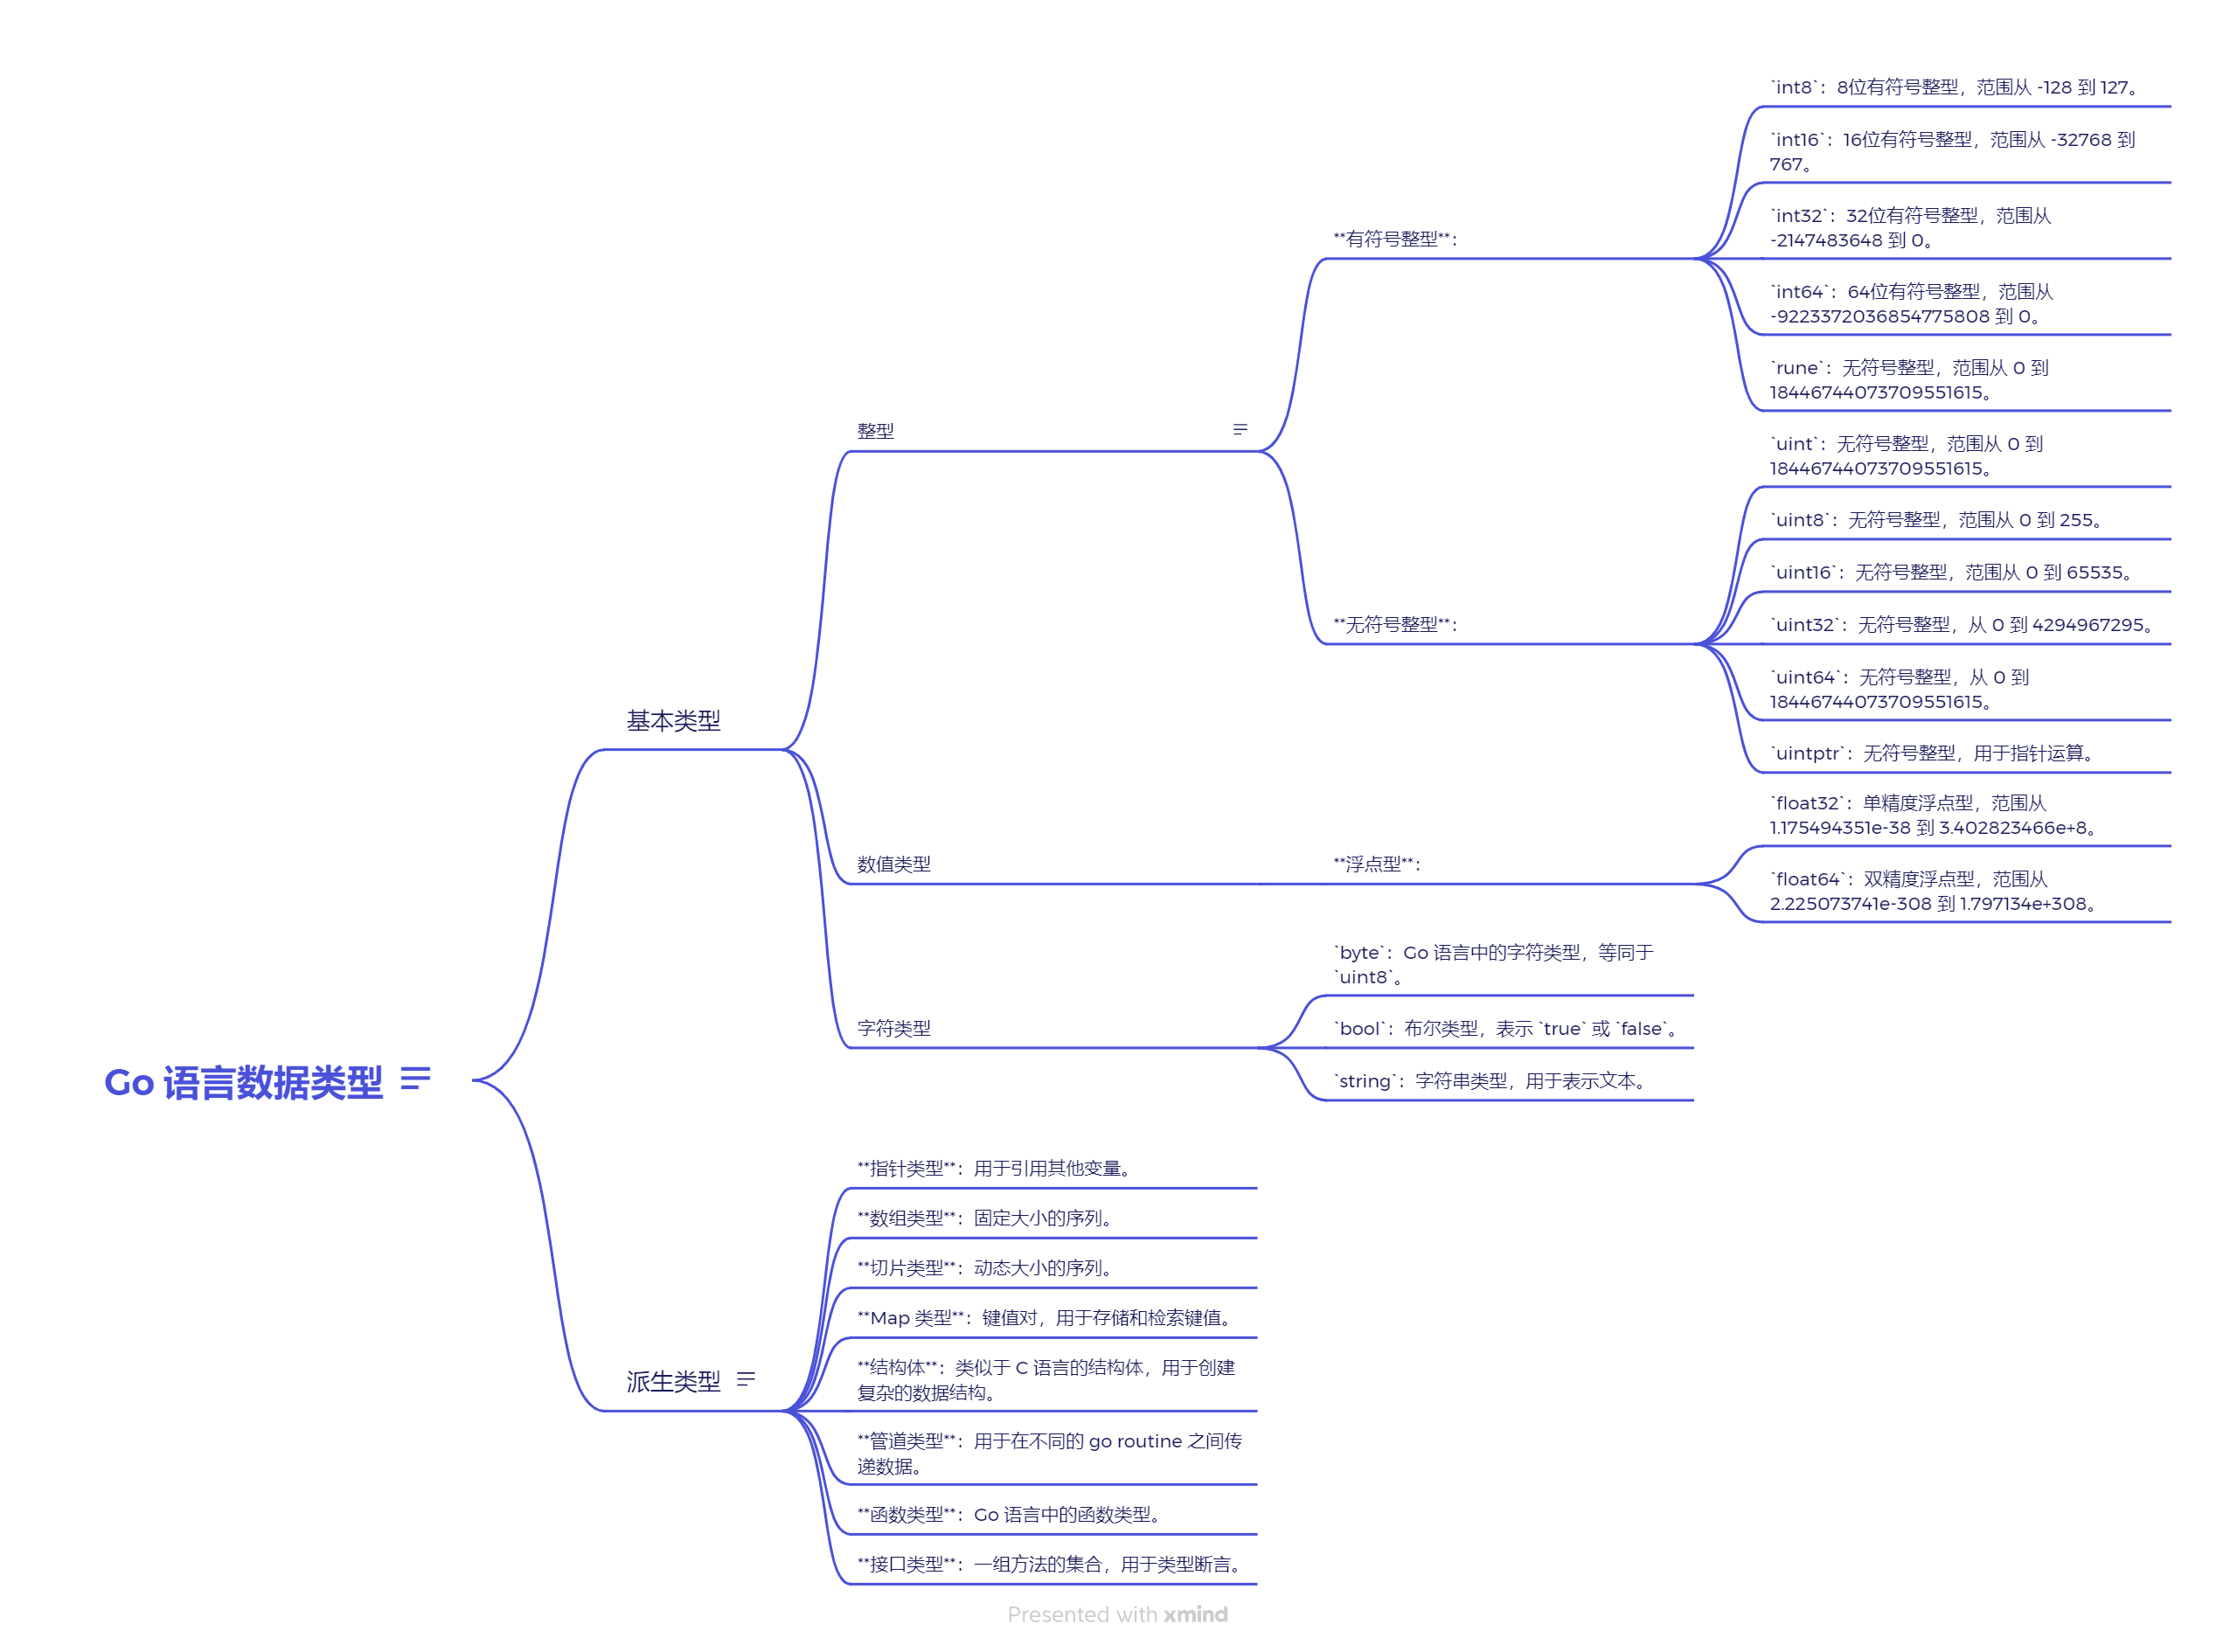 Go 语言数据类型
基本类型
整型
**有符号整型**：
`int8`：8位有符号整型，范围从 -128 到 127。
`int16`：16位有符号整型，范围从 -32768 到
767。
`int32`：32位有符号整型，范围从
-2147483648 到 0。
`int64`：64位有符号整型，范围从
-9223372036854775808 到 0。
`rune`：无符号整型，范围从 0 到
18446744073709551615。
**无符号整型**：
`uint`：无符号整型，范围从 0 到
18446744073709551615。
`uint8`：无符号整型，范围从 0 到 255。
`uint16`：无符号整型，范围从 0 到 65535。
`uint32`：无符号整型，从 0 到 4294967295。
`uint64`：无符号整型，从 0 到
18446744073709551615。
`uintptr`：无符号整型，用于指针运算。
数值类型
**浮点型**：
`float32`：单精度浮点型，范围从
1.175494351e-38 到 3.402823466e+8。
`float64`：双精度浮点型，范围从
2.225073741e-308 到 1.797134e+308。
字符类型
`byte`：Go 语言中的字符类型，等同于
`uint8`。
`bool`：布尔类型，表示 `true` 或 `false`。
`string`：字符串类型，用于表示文本。
派生类型
**指针类型**：用于引用其他变量。
**数组类型**：固定大小的序列。
**切片类型**：动态大小的序列。
**Map 类型**：键值对，用于存储和检索键值。
**结构体**：类似于 C 语言的结构体，用于创建
复杂的数据结构。
**管道类型**：用于在不同的 go routine 之间传
递数据。
**函数类型**：Go 语言中的函数类型。
**接口类型**：一组方法的集合，用于类型断言。
Presented with xmind